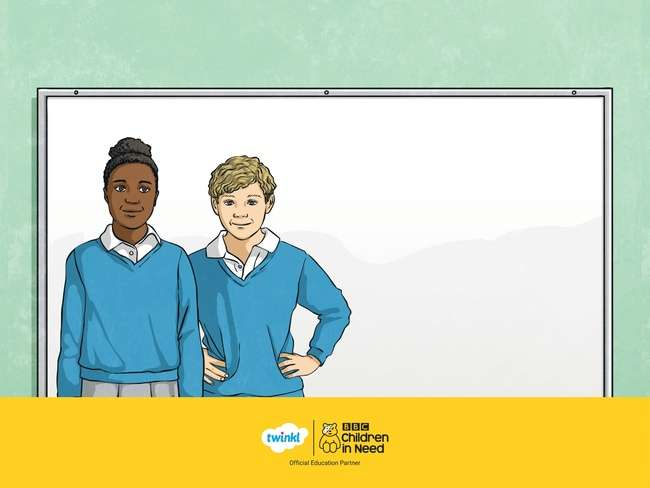 twinkl
BBC
Children
in Need
Official Education Partner